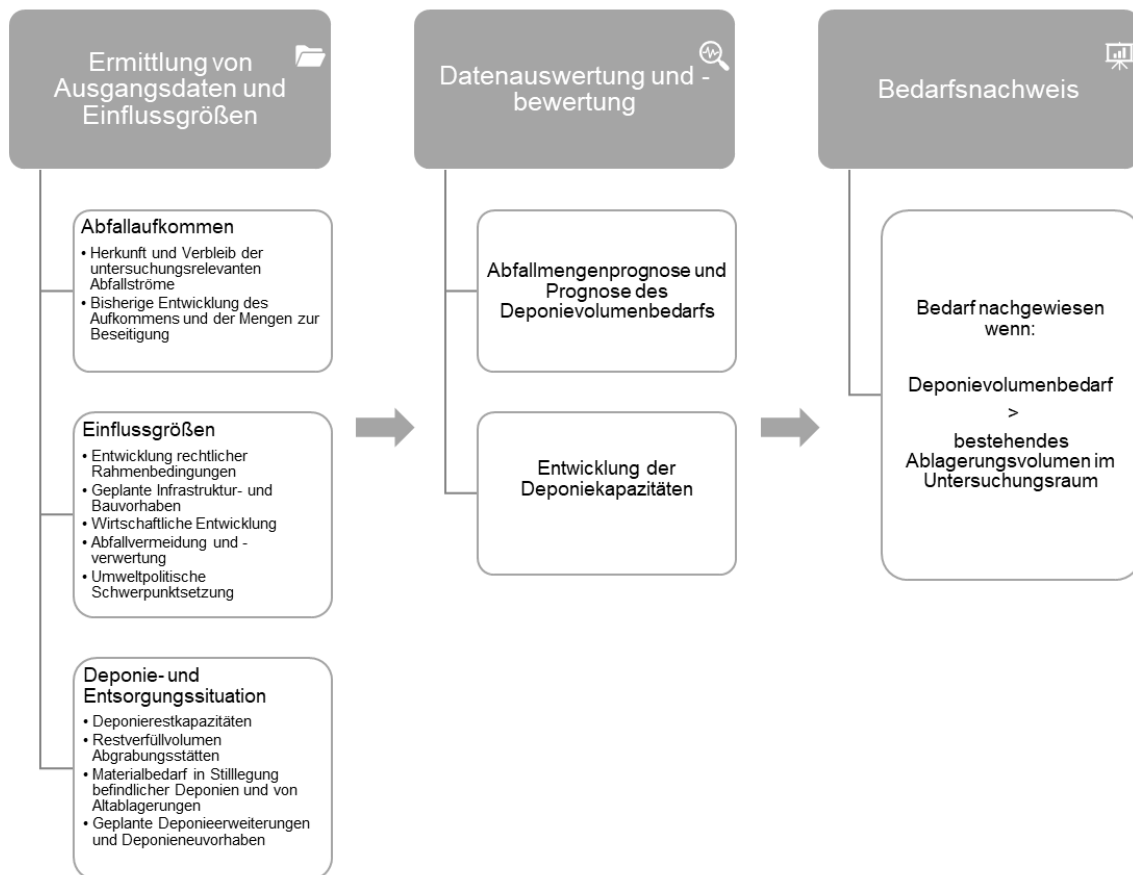 Ermittlung von
Ausgangsdaten und
Einflussgrößen
Abfallaufkommen
• Herkunft und Verbleib der
untersuchungsrelevanten
Abfallströme
• Bisherige Entwicklung des
Aufkommens und der Mengen zur
Beseitigung
Einflussgrößen
• Entwicklung rechtlicher
Rahmenbedingungen
• Geplante Infrastruktur- und
Bauvorhaben
• Wirtschaftliche Entwicklung
• Abfallvermeidung und -
verwertung
• Umweltpolitische
Schwerpunktsetzung
Deponie- und
Entsorgungssituation
• Deponierestkapazitäten
• Restverfüllvolumen
Abgrabungsstätten
• Materialbedarf in Stilllegung
befindlicher Deponien und von
Altablagerungen
• Geplante Deponieerweiterungen
und Deponieneuvorhaben
Datenauswertung und -
bewertung
Abfallmengenprognose und
Prognose des
Deponievolumenbedarfs
Entwicklung der
Deponiekapazitäten
Bedarfsnachweis
Bedarf nachgewiesen
wenn:
Deponievolumenbedarf
>
bestehendes
Ablagerungsvolumen im
Untersuchungsraum